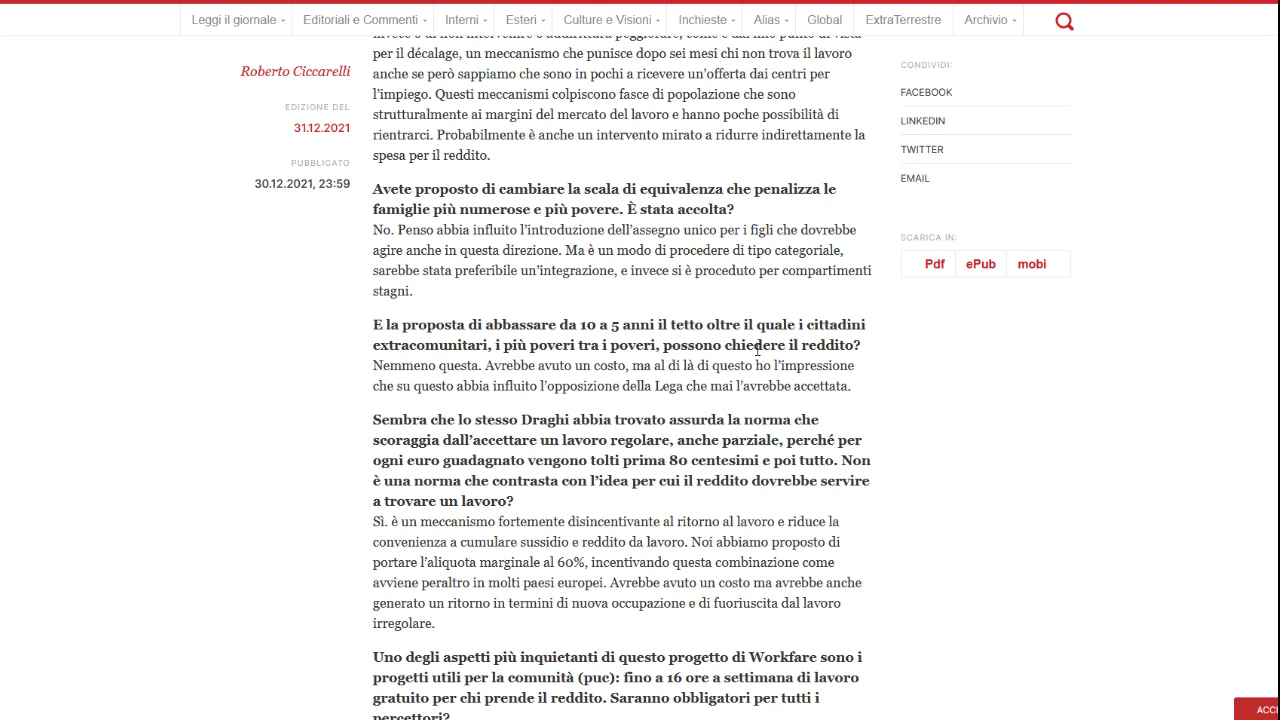 Leggi il giornale
Editoriali e Commenti
Interni
Esteri
Culture e Visioni
Inchieste
Alias
Global
ExtraTerrestre
Archivio
Roberto Ciccarelli
EDIZIONE DEL
31.12.2021
PUBBLICATO
30.12.2021, 23:59
per il décalage, un meccanismo che punisce dopo sei mesi chi non trova il lavoro
anche se però sappiamo che sono in pochi a ricevere un'offerta dai centri per
l'impiego. Questi meccanismi colpiscono fasce di popolazione che sono
strutturalmente ai margini del mercato del lavoro e hanno poche possibilità di
rientrarci. Probabilmente è anche un intervento mirato a ridurre indirettamente la
spesa per il reddito.
Avete proposto di cambiare la scala di equivalenza che penalizza le
famiglie più numerose e più povere. È stata accolta?
No. Penso abbia influito l'introduzione dell'assegno unico per i figli che dovrebbe
agire anche in questa direzione. Ma è un modo di procedere di tipo categoriale,
sarebbe stata preferibile un'integrazione, e invece si è proceduto per compartimenti
stagni.
E la proposta di abbassare da 10 a 5 anni il tetto oltre il quale i cittadini
extracomunitari, i più poveri tra i poveri, possono chiedere il reddito?
Nemmeno questa. Avrebbe avuto un costo, ma al di là di questo ho l'impressione
che su questo abbia influito l'opposizione della Lega che mai l'avrebbe accettata.
Sembra che lo stesso Draghi abbia trovato assurda la norma che
scoraggia dall'accettare un lavoro regolare, anche parziale, perché per
ogni euro guadagnato vengono tolti prima 80 centesimi e poi tutto. Non
è una norma che contrasta con l'idea per cui il reddito dovrebbe servire
a trovare un lavoro?
Sì. è un meccanismo fortemente disincentivante al ritorno al lavoro e riduce la
convenienza a cumulare sussidio e reddito da lavoro. Noi abbiamo proposto di
portare l'aliquota marginale al 60%, incentivando questa combinazione come
avviene peraltro in molti paesi europei. Avrebbe avuto un costo ma avrebbe anche
generato un ritorno in termini di nuova occupazione e di fuoriuscita dal lavoro
irregolare.
Uno degli aspetti più inquietanti di questo progetto di Workfare sono i
progetti utili per la comunità (puc): fino a 16 ore a settimana di lavoro
gratuito per chi prende il reddito. Saranno obbligatori per tutti i
percettori?
CONDIVIDI:
FACEBOOK
LINKEDIN
TWITTER
EMAIL
SCARICA IN:
Pdf
ePub
mobi